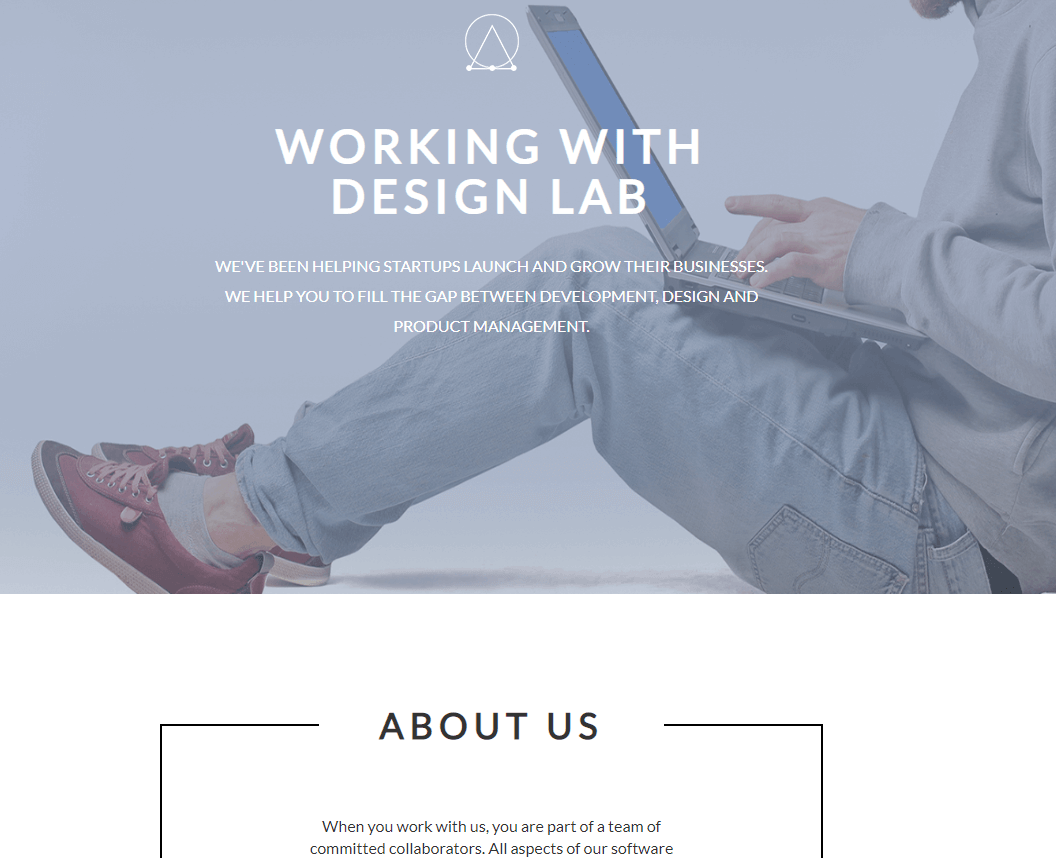 WORKING WITH
DESIGN LAB
WE'VE BEEN HELPING STARTUPS LAUNCH AND GROW THEIR BUSINESSES.
WE HELP YOU TO FILL THE GAP BETWEEN DEVELOPMENT, DESIGN AND
PRODUCT MANAGEMENT.
ABOUT US
When you work with us, you are part of a team of
committed collaborators. All aspects of our software